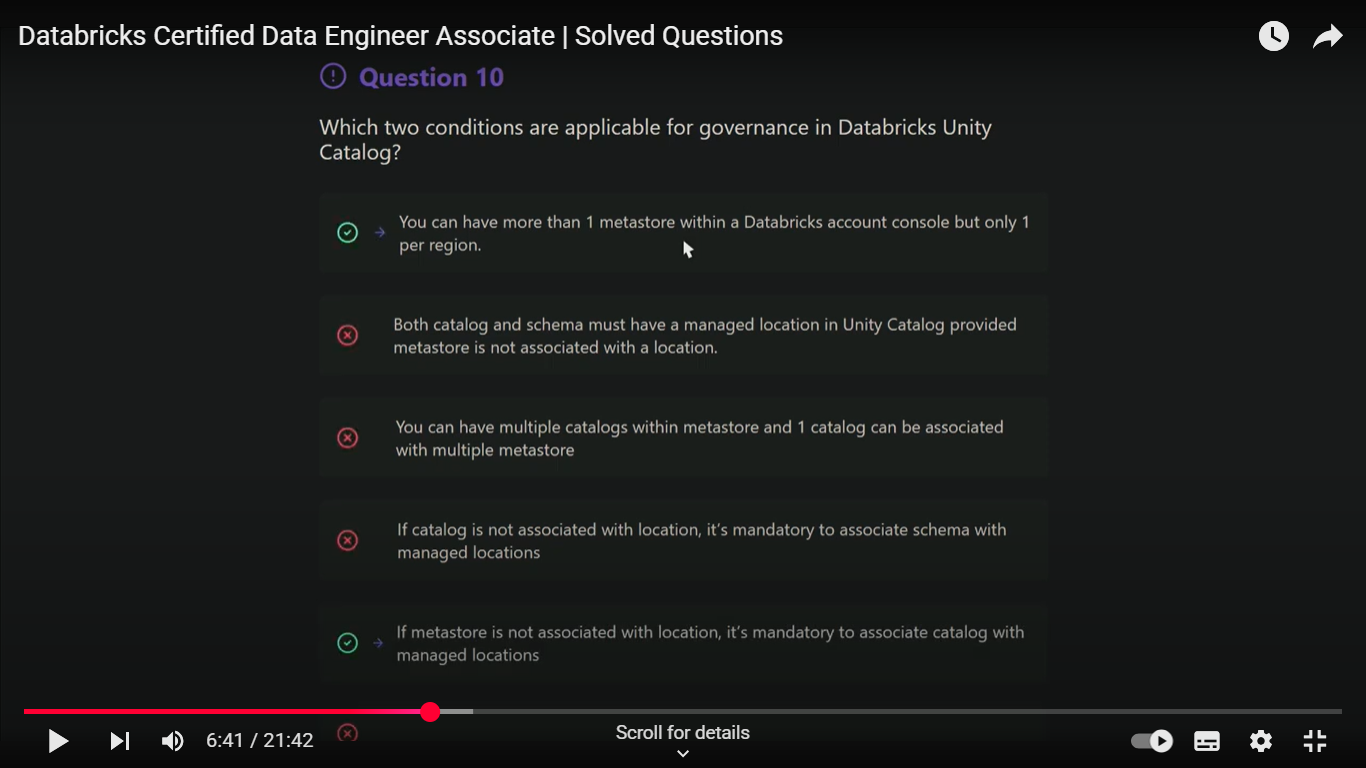 Databricks Certified Data Engineer Associate | Solved Questions
Question 10
Which two conditions are applicable for governance in Databricks Unity
Catalog?
You can have more than 1 metastore within a Databricks account console but only 1
per region.
Both catalog and schema must have a managed location in Unity Catalog provided
metastore is not associated with a location.
You can have multiple catalogs within metastore and 1 catalog can be associated
with multiple metastore
If catalog is not associated with location, it's mandatory to associate schema with
managed locations
If metastore is not associated with location, it's mandatory to associate catalog with
managed locations
6:41 / 21:42
Scroll for details